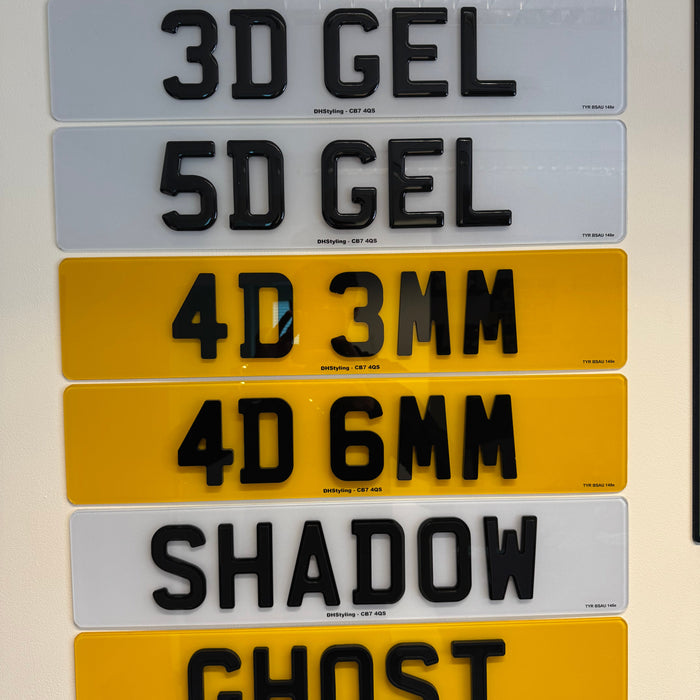 3D GEL
DHStyling - CB7 4QS
TYR BSAU 145e
5D GEL
DHStyling - CB7 4QS
TYR BSAU 145e
4D 3MM
DHStyling - CB7 4QS
TYR BSAU 145e
4D 6MM
DHStyling - CB7 4QS
TYR BSAU 145e
SHADOW
DHStyling - CB7 4QS
TYR BSAU 145e
GHOST